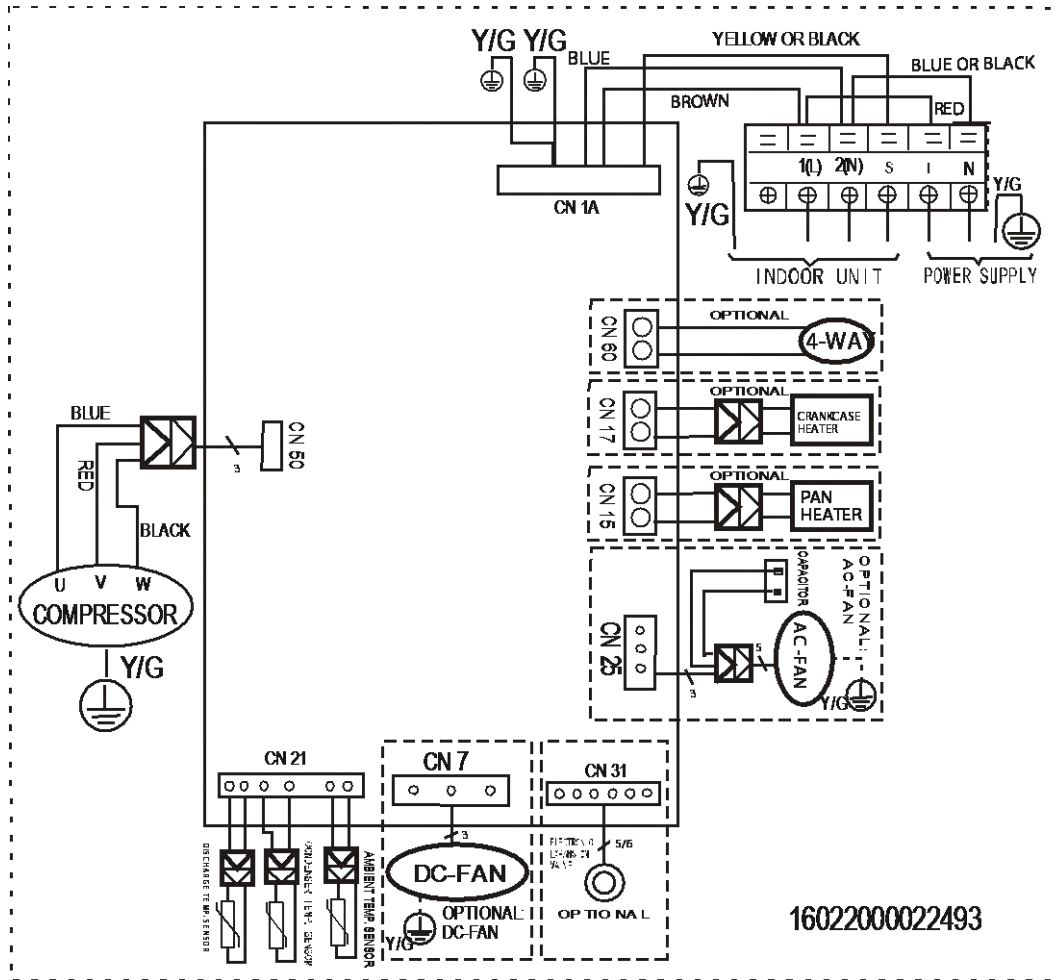 Y/G Y/G
BLUE
YELLOW OR BLACK
BLUE OR BLACK
BROWN
RED
1(L) 2(N) S I N
CN 1A
Y/G
Y/G
INDOOR UNIT
POWER SUPPLY
OPTIONAL
CN 60
4-WAY
OPTIONAL
CN 17
CRANKCASE
HEATER
OPTIONAL
CN 15
PAN
HEATER
BLUE
RED
BLACK
3
CN 50
U V W
COMPRESSOR
Y/G
CAPACITOR
OPTIONAL:
AC-FAN
CN 25
3
5
AC-FAN
Y/G
CN 21
DISCHARGE TEMP.SENSOR
CONDENSER TEMP. SENSOR
AMBIENT TEMP SENSOR
CN 7
3
DC-FAN
OPTIONAL:
DC-FAN
Y/G
CN 31
5/6
OPTIONAL
16022000022493